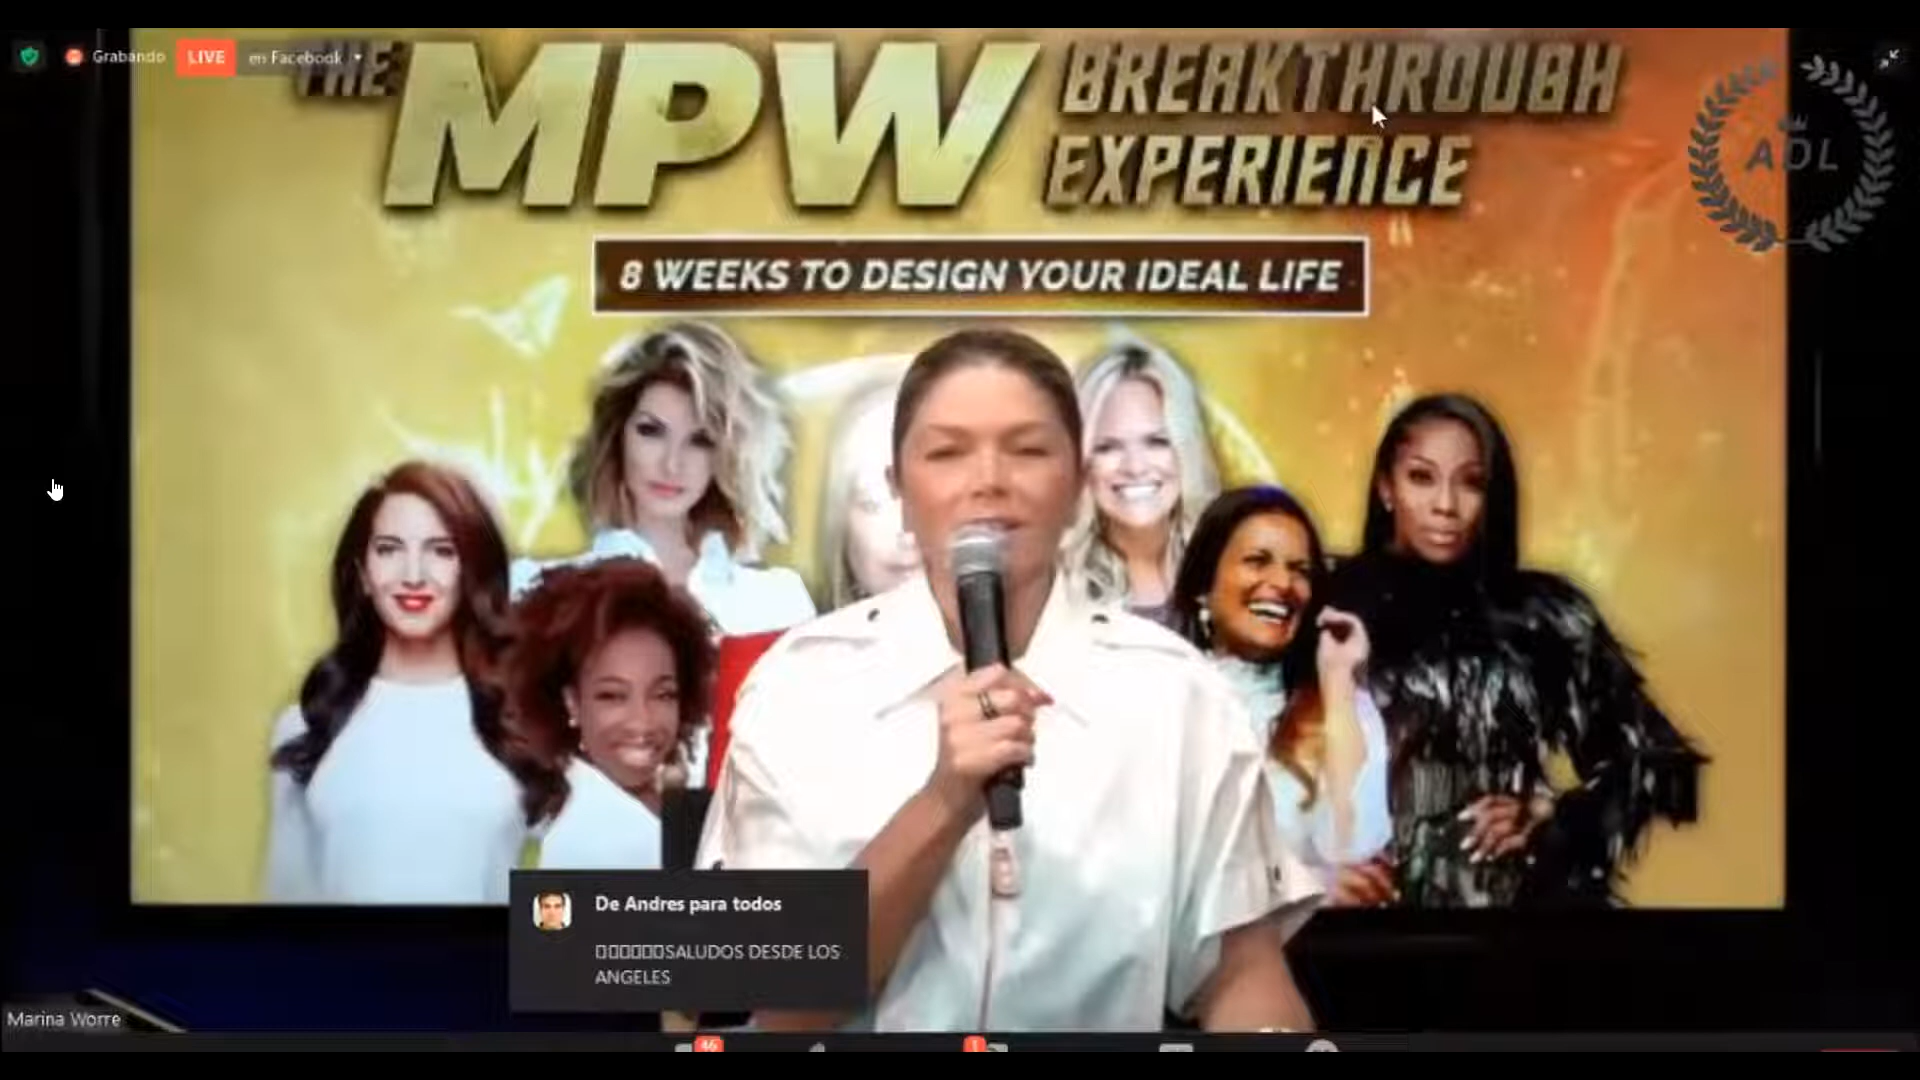 Grabando
LIVE
en Facebook
THE
MPW
BREAKTHROUGH
EXPERIENCE
ADL
8 WEEKS TO DESIGN YOUR IDEAL LIFE
De Andres para todos
SALUDOS DESDE LOS
ANGELES
Marina Worre
46
1